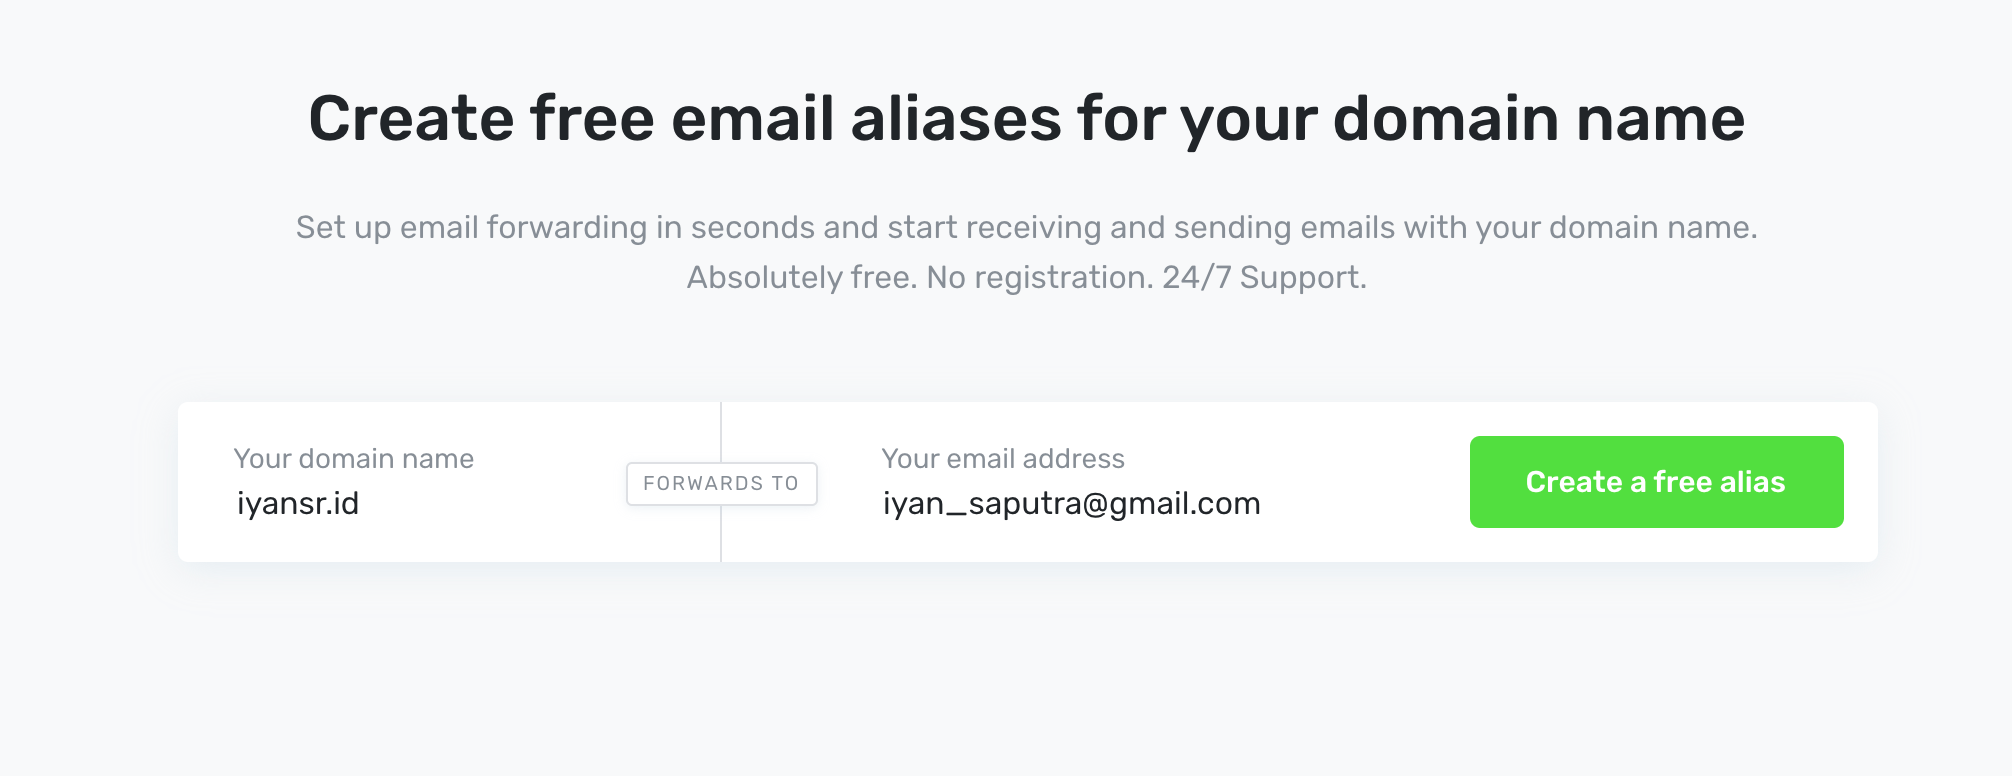 Create free email aliases for your domain name
Set up email forwarding in seconds and start receiving and sending emails with your domain name.
Absolutely free. No registration. 24/7 Support.
Your domain name
iyansr.id
FORWARDS TO
Your email address
iyan_saputra@gmail.com
Create a free alias